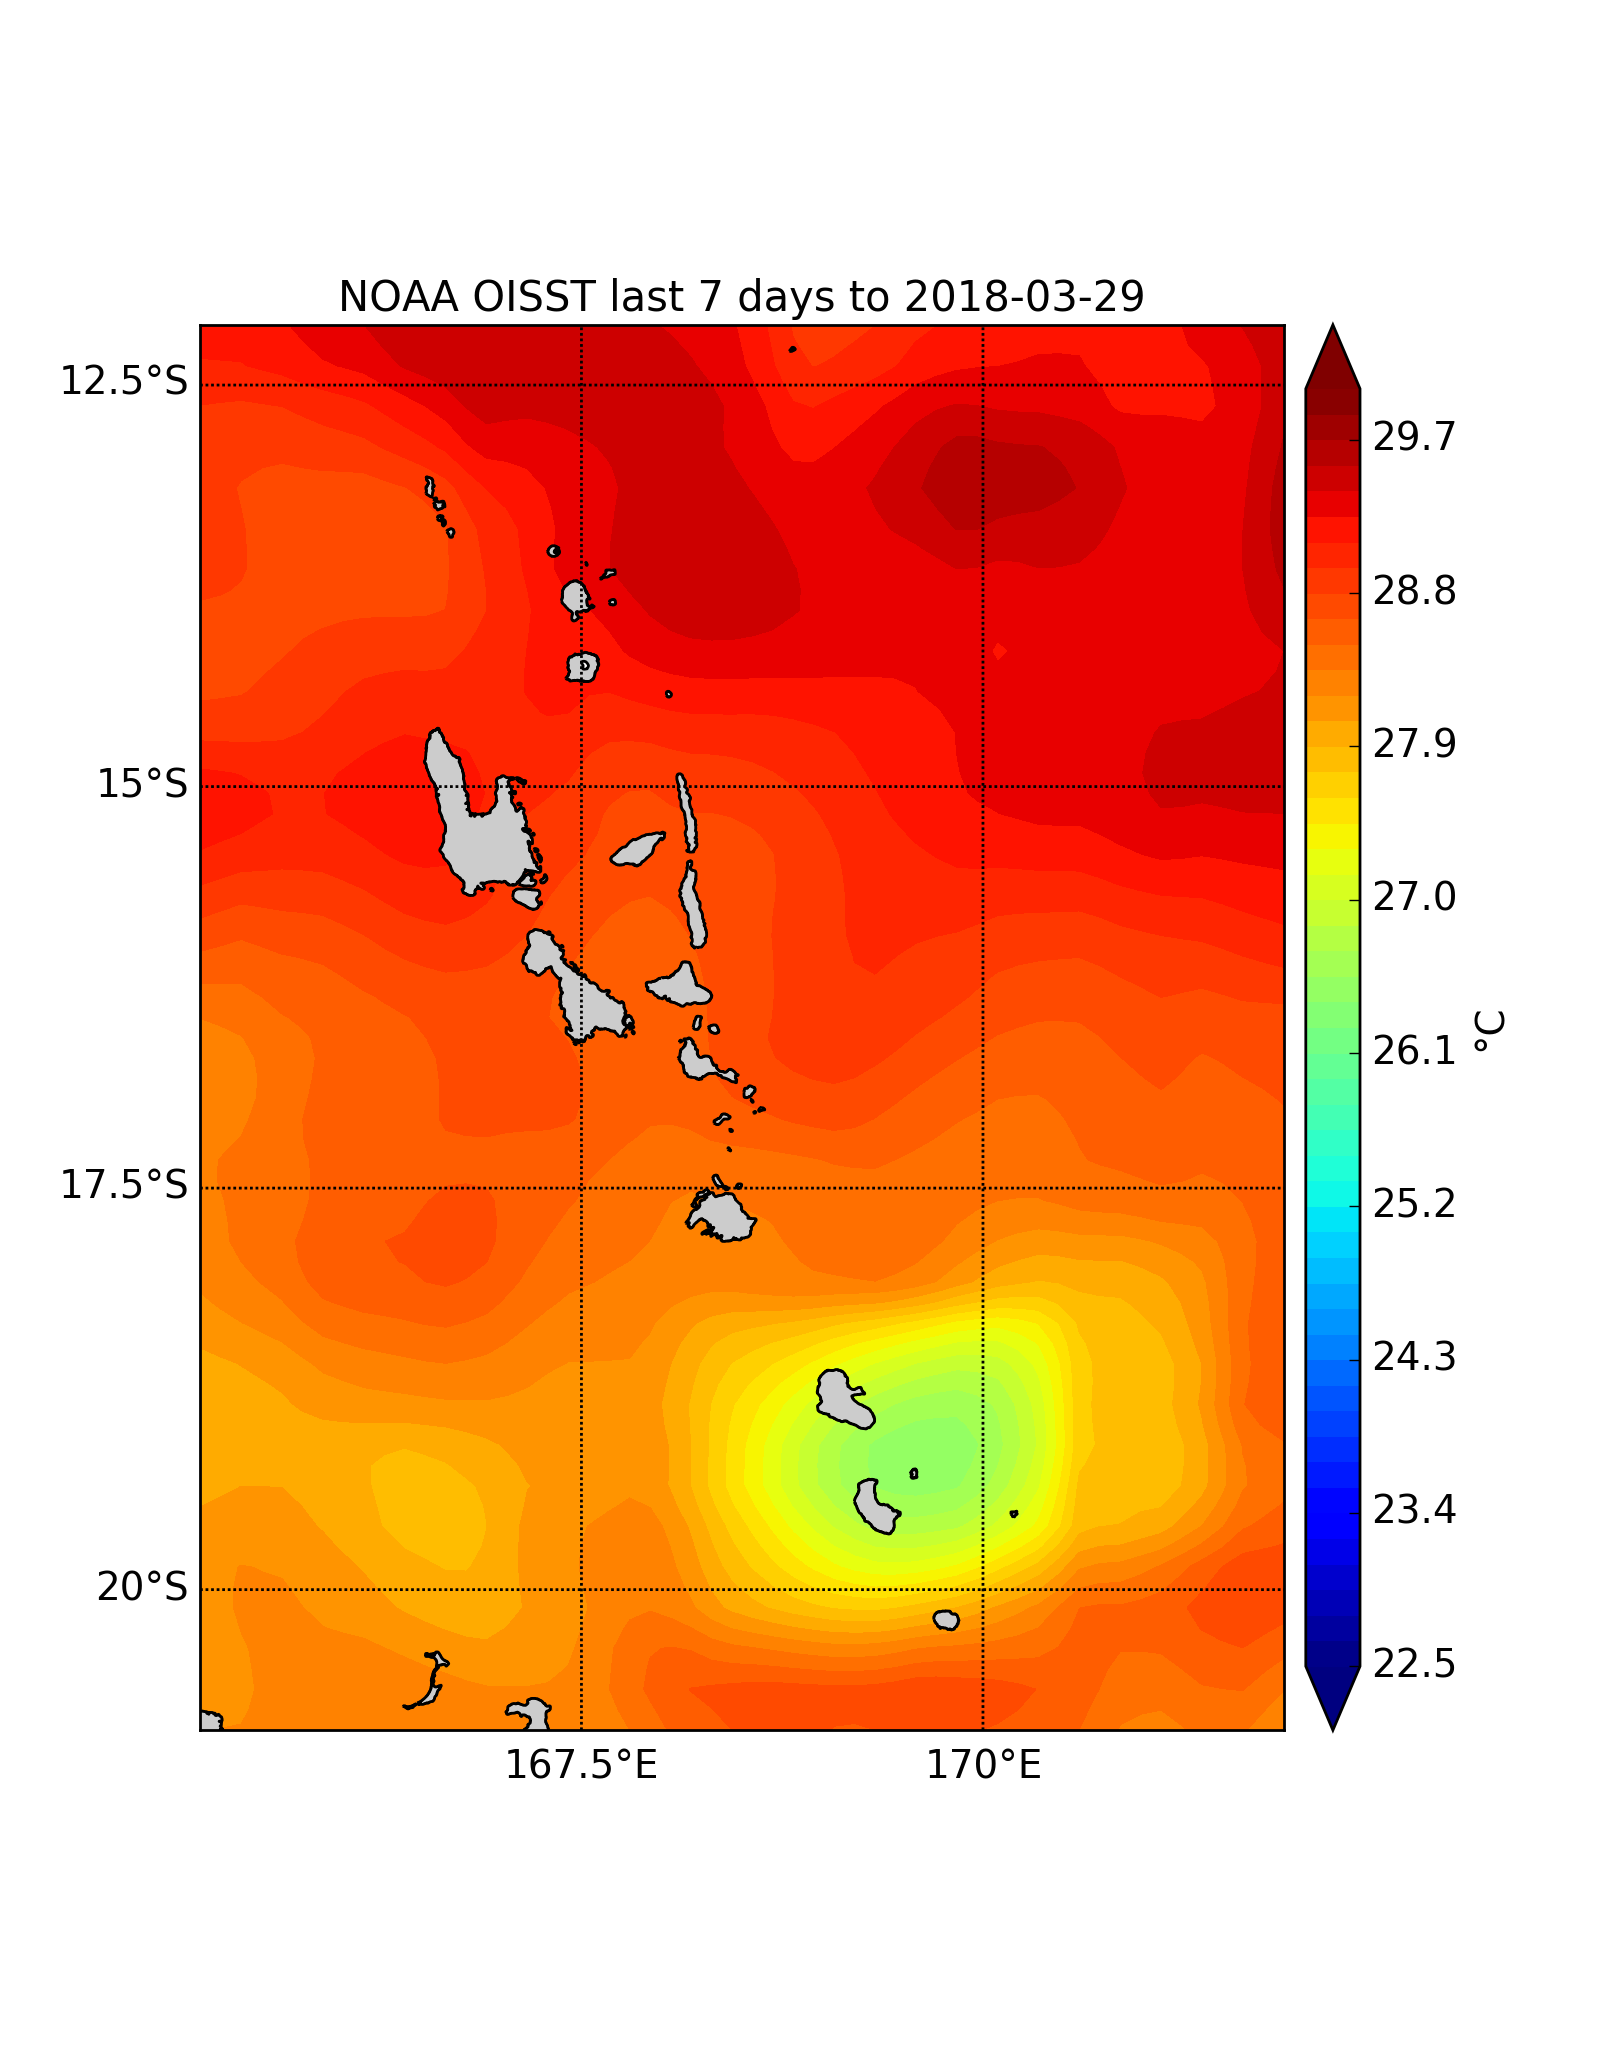 NOAA OISST last 7 days to 2018-03-29
12.5°S
15°S
17.5°S
20°S
167.5°E
170°E
29.7
28.8
27.9
27.0
26.1
25.2
24.3
23.4
22.5
°C